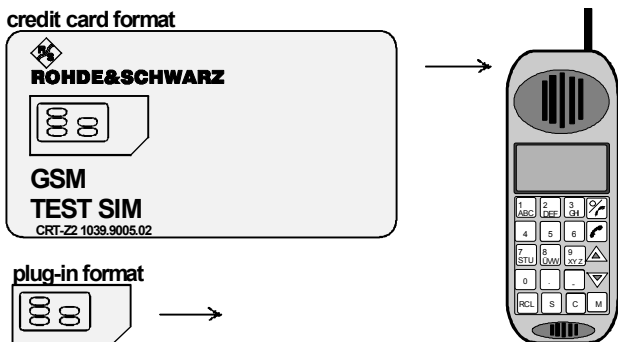 credit card format
R S
ROHDE&SCHWARZ
GSM
TEST SIM
CRT-Z2 1039.9005.02
plug-in format
1 2 3
ABC DEF GHI
4 5 6
7 8 9
STU XYZ
0 . -
RCL S C M